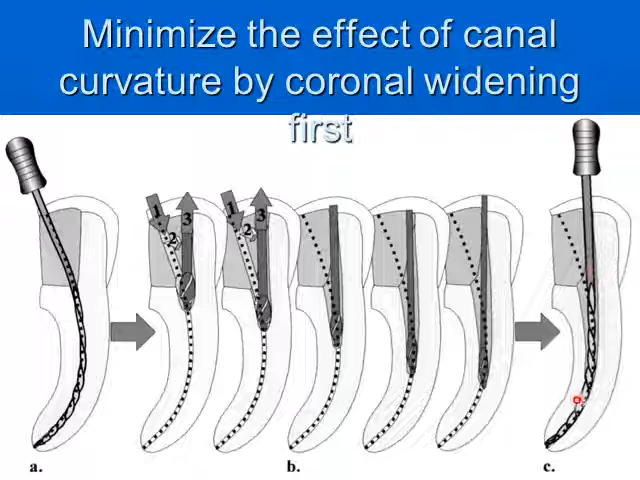 Minimize the effect of canal
curvature by coronal widening
first
1 2 3 1 2 3
a. b. c.